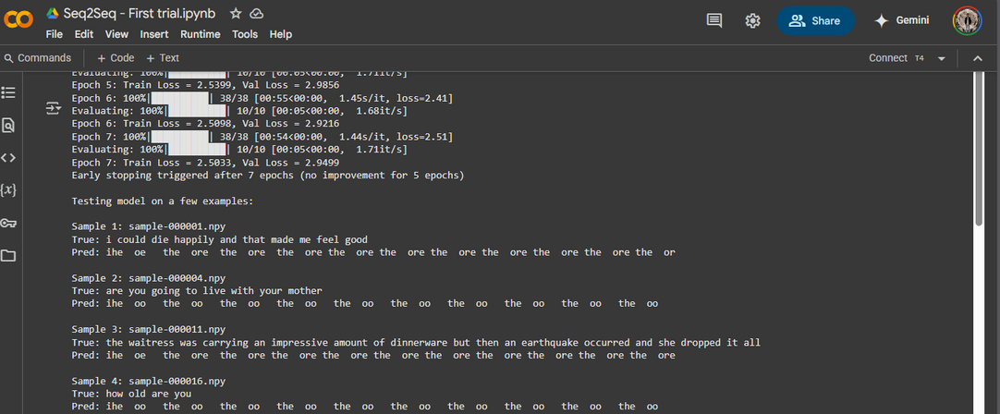 Seq2Seq - First trial.ipynb
File Edit View Insert Runtime Tools Help
Share
Gemini
Commands + Code + Text
Connect T4
Evaluating: 100%| | 10/10 [00:05<00:00, 1.71it/s]
Epoch 5: Train Loss = 2.5399, Val Loss = 2.9856
Epoch 6: 100%| | 38/38 [00:55<00:00, 1.45s/it, loss=2.41]
Evaluating: 100%| | 10/10 [00:05<00:00, 1.68it/s]
Epoch 6: Train Loss = 2.5098, Val Loss = 2.9216
Epoch 7: 100%| | 38/38 [00:54<00:00, 1.44s/it, loss=2.51]
Evaluating: 100%| | 10/10 [00:05<00:00, 1.71it/s]
Epoch 7: Train Loss = 2.5033, Val Loss = 2.9499
Early stopping triggered after 7 epochs (no improvement for 5 epochs)
Testing model on a few examples:
Sample 1: sample-000001.npy
True: i could die happily and that made me feel good
Pred: ihe oe the ore the ore the ore the ore the ore the ore the ore the ore the ore the or
Sample 2: sample-000004.npy
True: are you going to live with your mother
Pred: ihe oo the oo the oo the oo the oo the oo the oo the oo the oo the oo
Sample 3: sample-000011.npy
True: the waitress was carrying an impressive amount of dinnerware but then an earthquake occurred and she dropped it all
Pred: ihe oe the ore the ore the ore the ore the ore the ore the ore the ore the ore the ore
Sample 4: sample-000016.npy
True: how old are you
Pred: ihe oo the oo the oo the oo the oo the oo the oo the oo the oo the oo